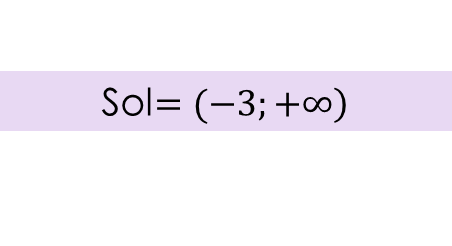 Sol= (−3; +∞)